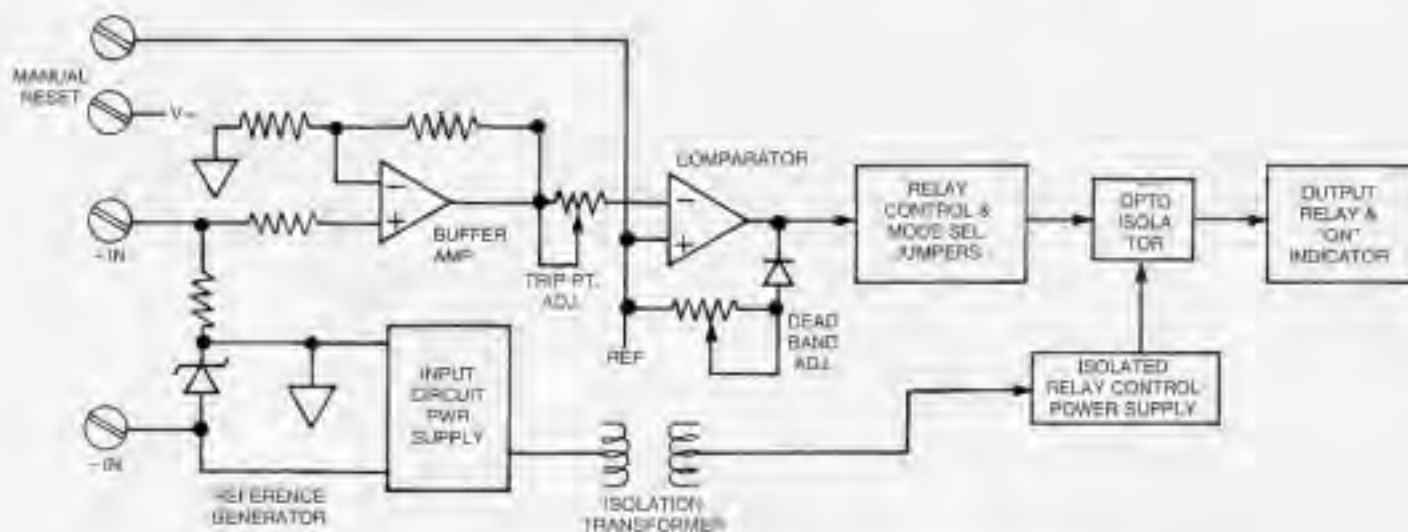 MANUAL
RESET
V-
-IN
BUFFER
AMP.
TRIP-PT.
ADJ.
COMPARATOR
REF
DEAD
BAND
ADJ.
RELAY
CONTROL &
MODE SEL.
JUMPERS
OPTO
ISOLA
TOR
OUTPUT
RELAY &
"ON"
INDICATOR
ISOLATED
RELAY CONTROL
POWER SUPPLY
INPUT
CIRCUIT
PWR
SUPPLY
-IN
REFERENCE
GENERATOR
ISOLATION
TRANSFORMER